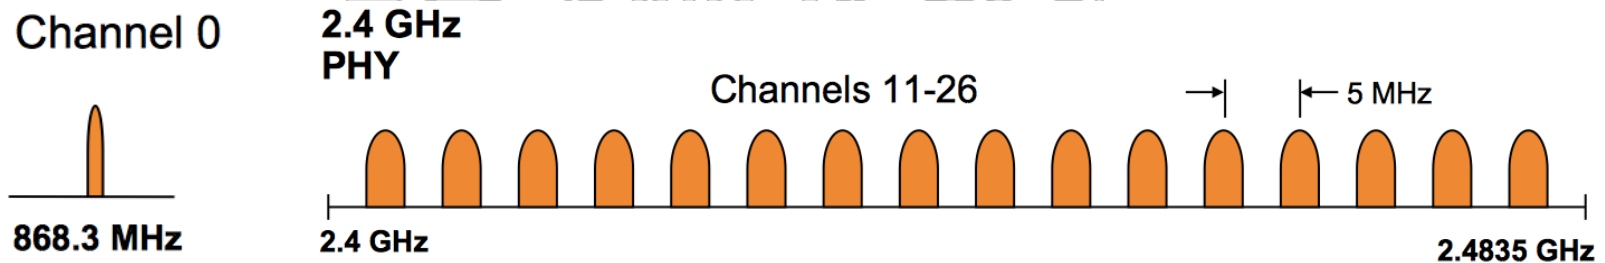 Channel 0
2.4 GHz
PHY
Channels 11-26
5 MHz
868.3 MHz
2.4 GHz
2.4835 GHz